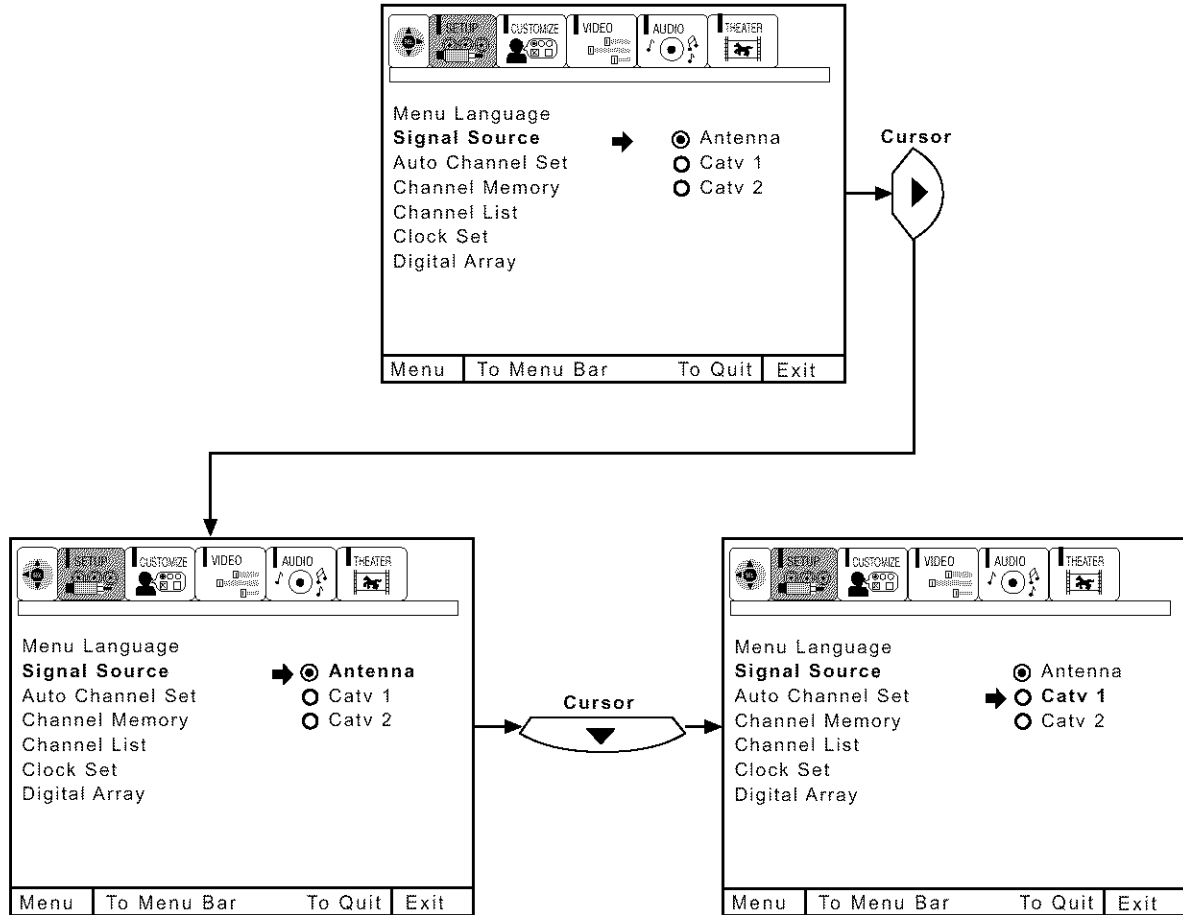 SETUP CUSTOMIZE VIDEO AUDIO THEATER
Menu Language
Signal Source Antenna
Auto Channel Set Catv 1
Channel Memory Catv 2
Channel List
Clock Set
Digital Array
Menu To Menu Bar To Quit Exit
Cursor
SETUP CUSTOMIZE VIDEO AUDIO THEATER
Menu Language
Signal Source Antenna
Auto Channel Set Catv 1
Channel Memory Catv 2
Channel List
Clock Set
Digital Array
Menu To Menu Bar To Quit Exit
Cursor
SETUP CUSTOMIZE VIDEO AUDIO THEATER
Menu Language
Signal Source Antenna
Auto Channel Set Catv 1
Channel Memory Catv 2
Channel List
Clock Set
Digital Array
Menu To Menu Bar To Quit Exit